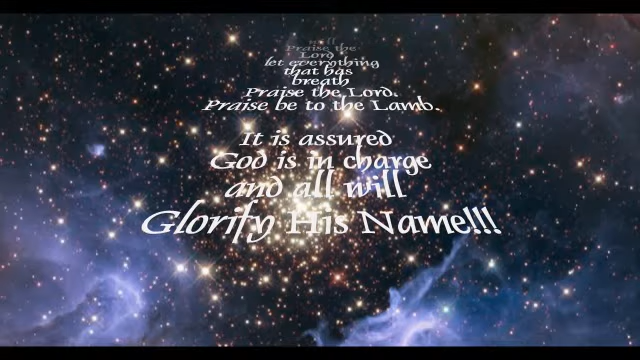 Praise the
Lord
let everything
that has
breath
Praise the Lord.
Praise be to the Lamb.
It is assured
God is in charge
and all will
Glorify His Name!!!